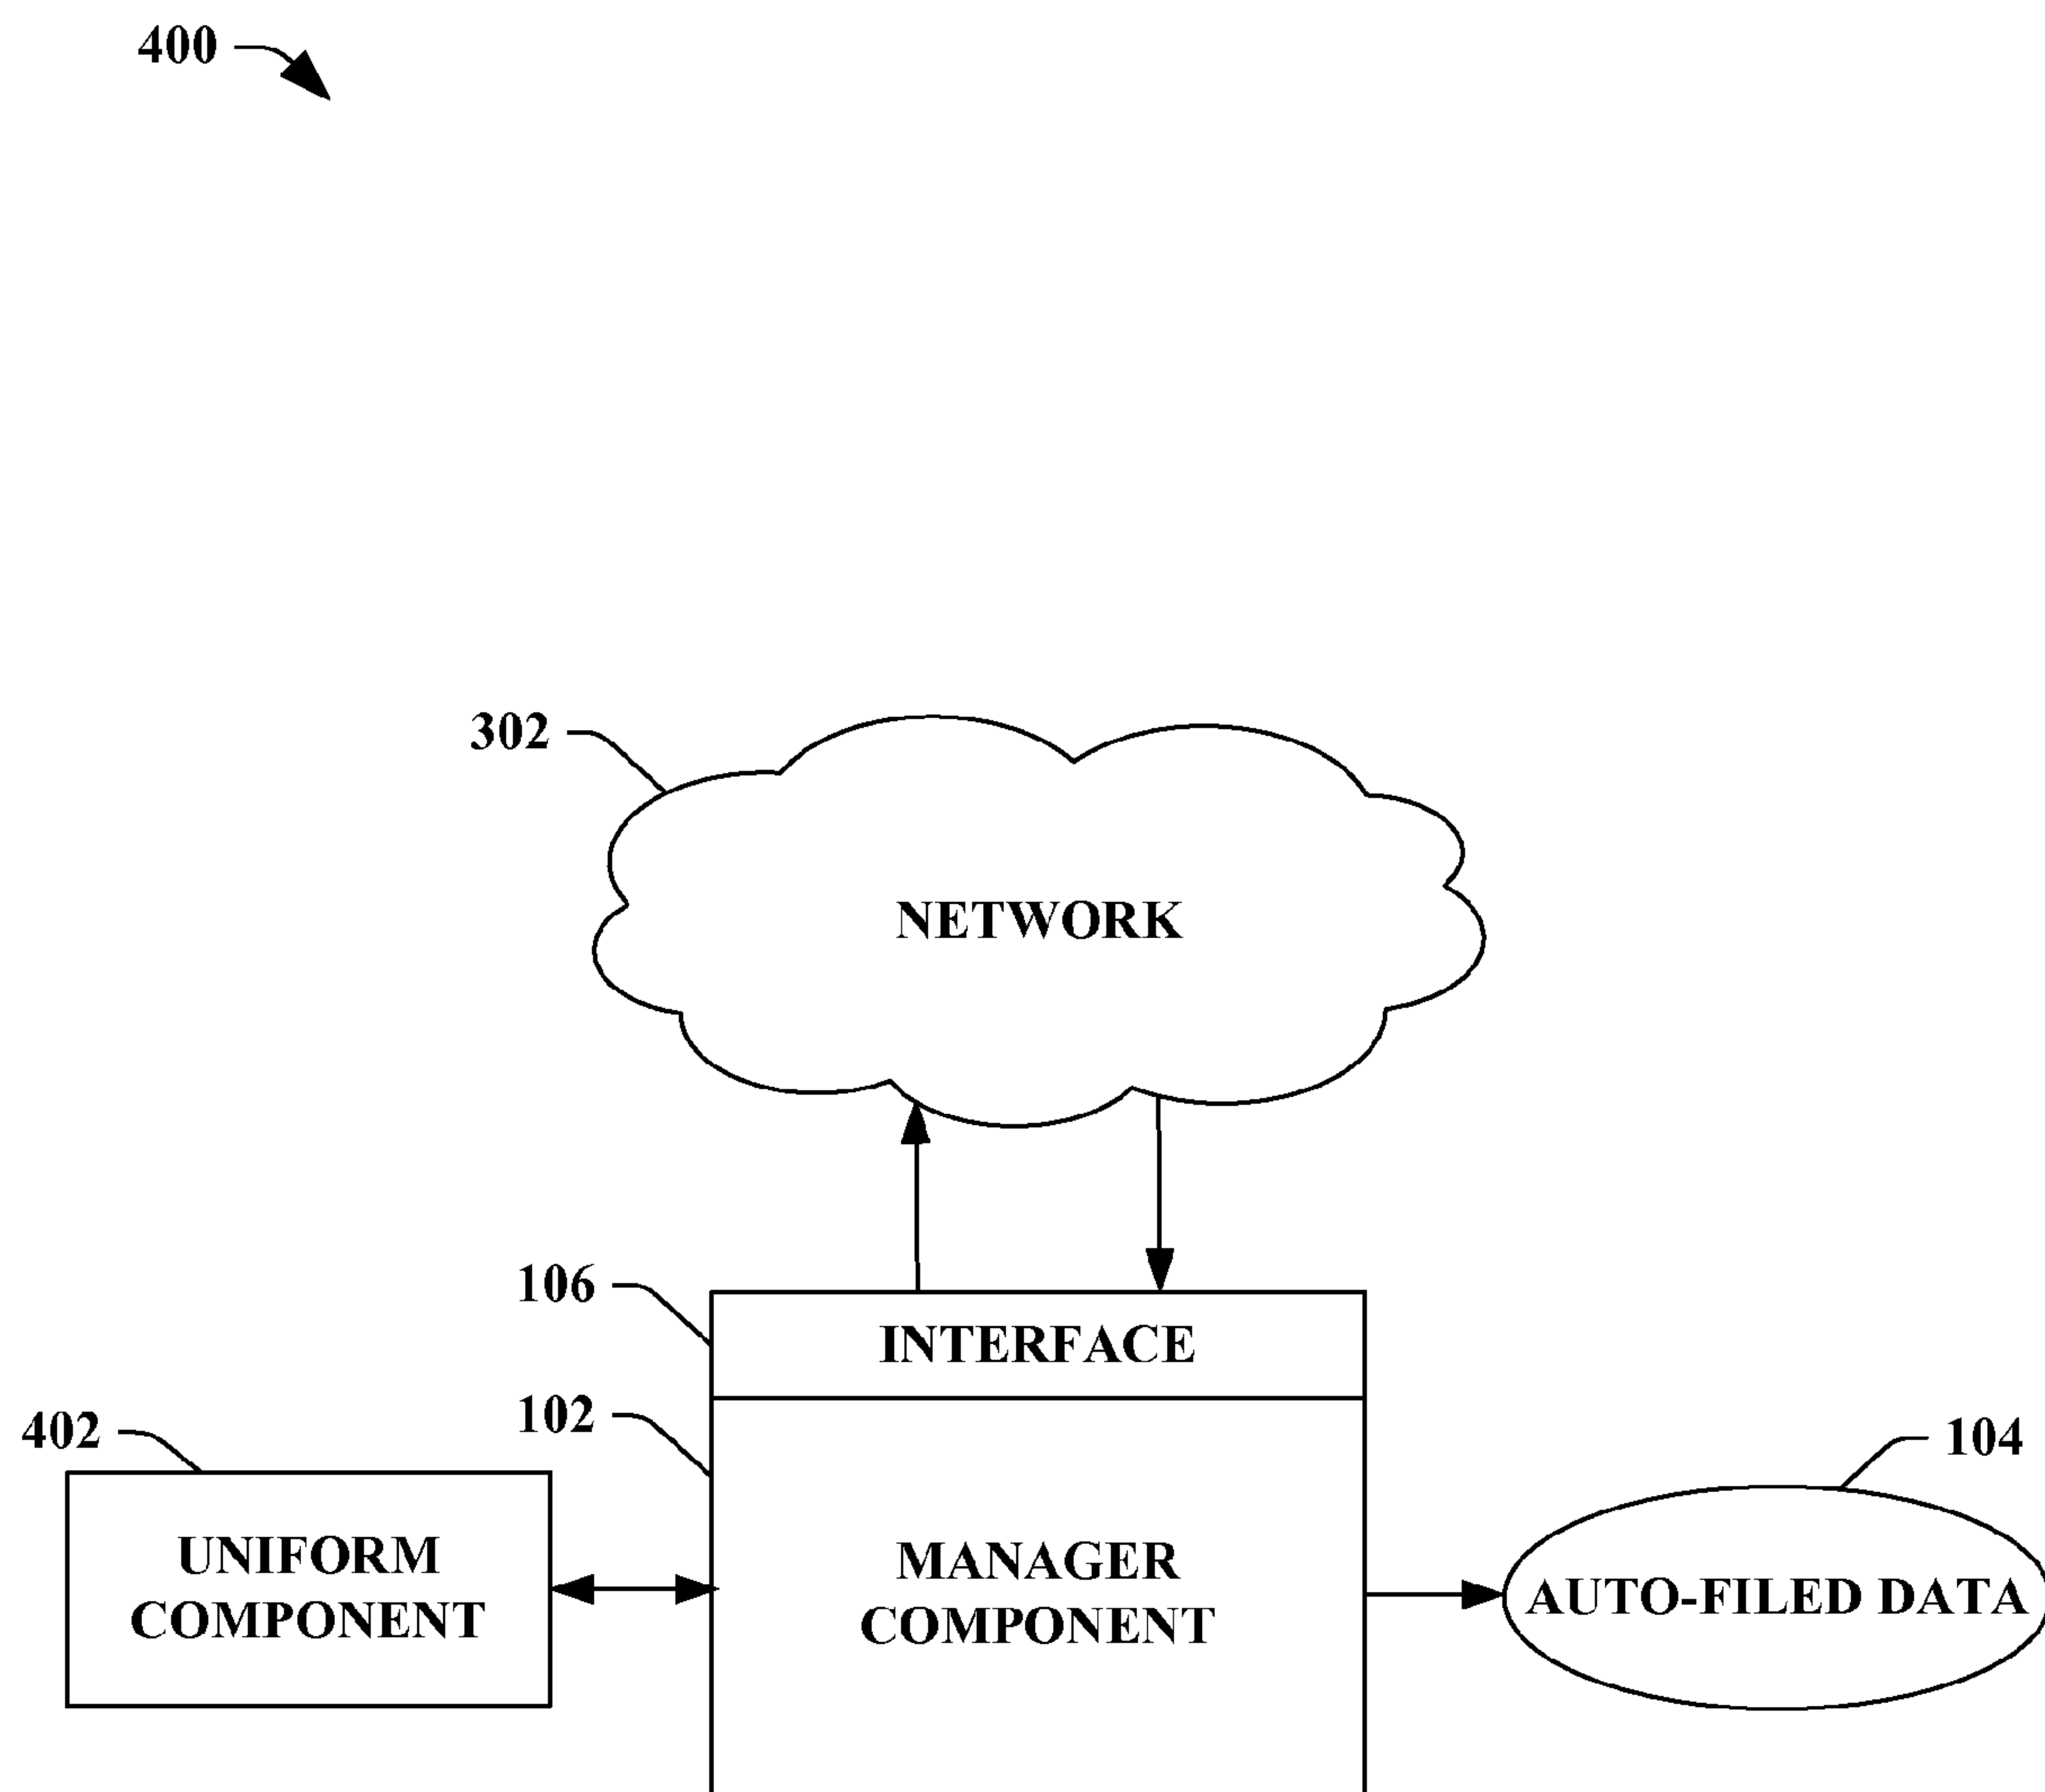 400
302
NETWORK
106
INTERFACE
102
402
104
UNIFORM
COMPONENT
MANAGER
COMPONENT
AUTO-FILED DATA